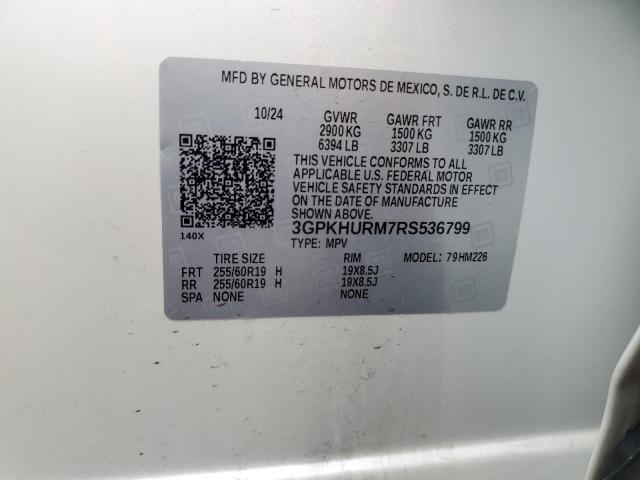 MFD BY GENERAL MOTORS DE MEXICO, S. DE R.L. DE C.V.
10/24 GVWR GAWR FRT GAWR RR
2900 KG 1500 KG 1500 KG
6394 LB 3307 LB 3307 LB
THIS VEHICLE CONFORMS TO ALL
APPLICABLE U.S. FEDERAL MOTOR
VEHICLE SAFETY STANDARDS IN EFFECT
ON THE DATE OF MANUFACTURE
SHOWN ABOVE.
3GPKHURM7RS536799
140X
TYPE: MPV MODEL: 79HM226
TIRE SIZE RIM
FRT 255/60R19 H 19X8.5J
RR 255/60R19 H 19X8.5J
SPA NONE NONE